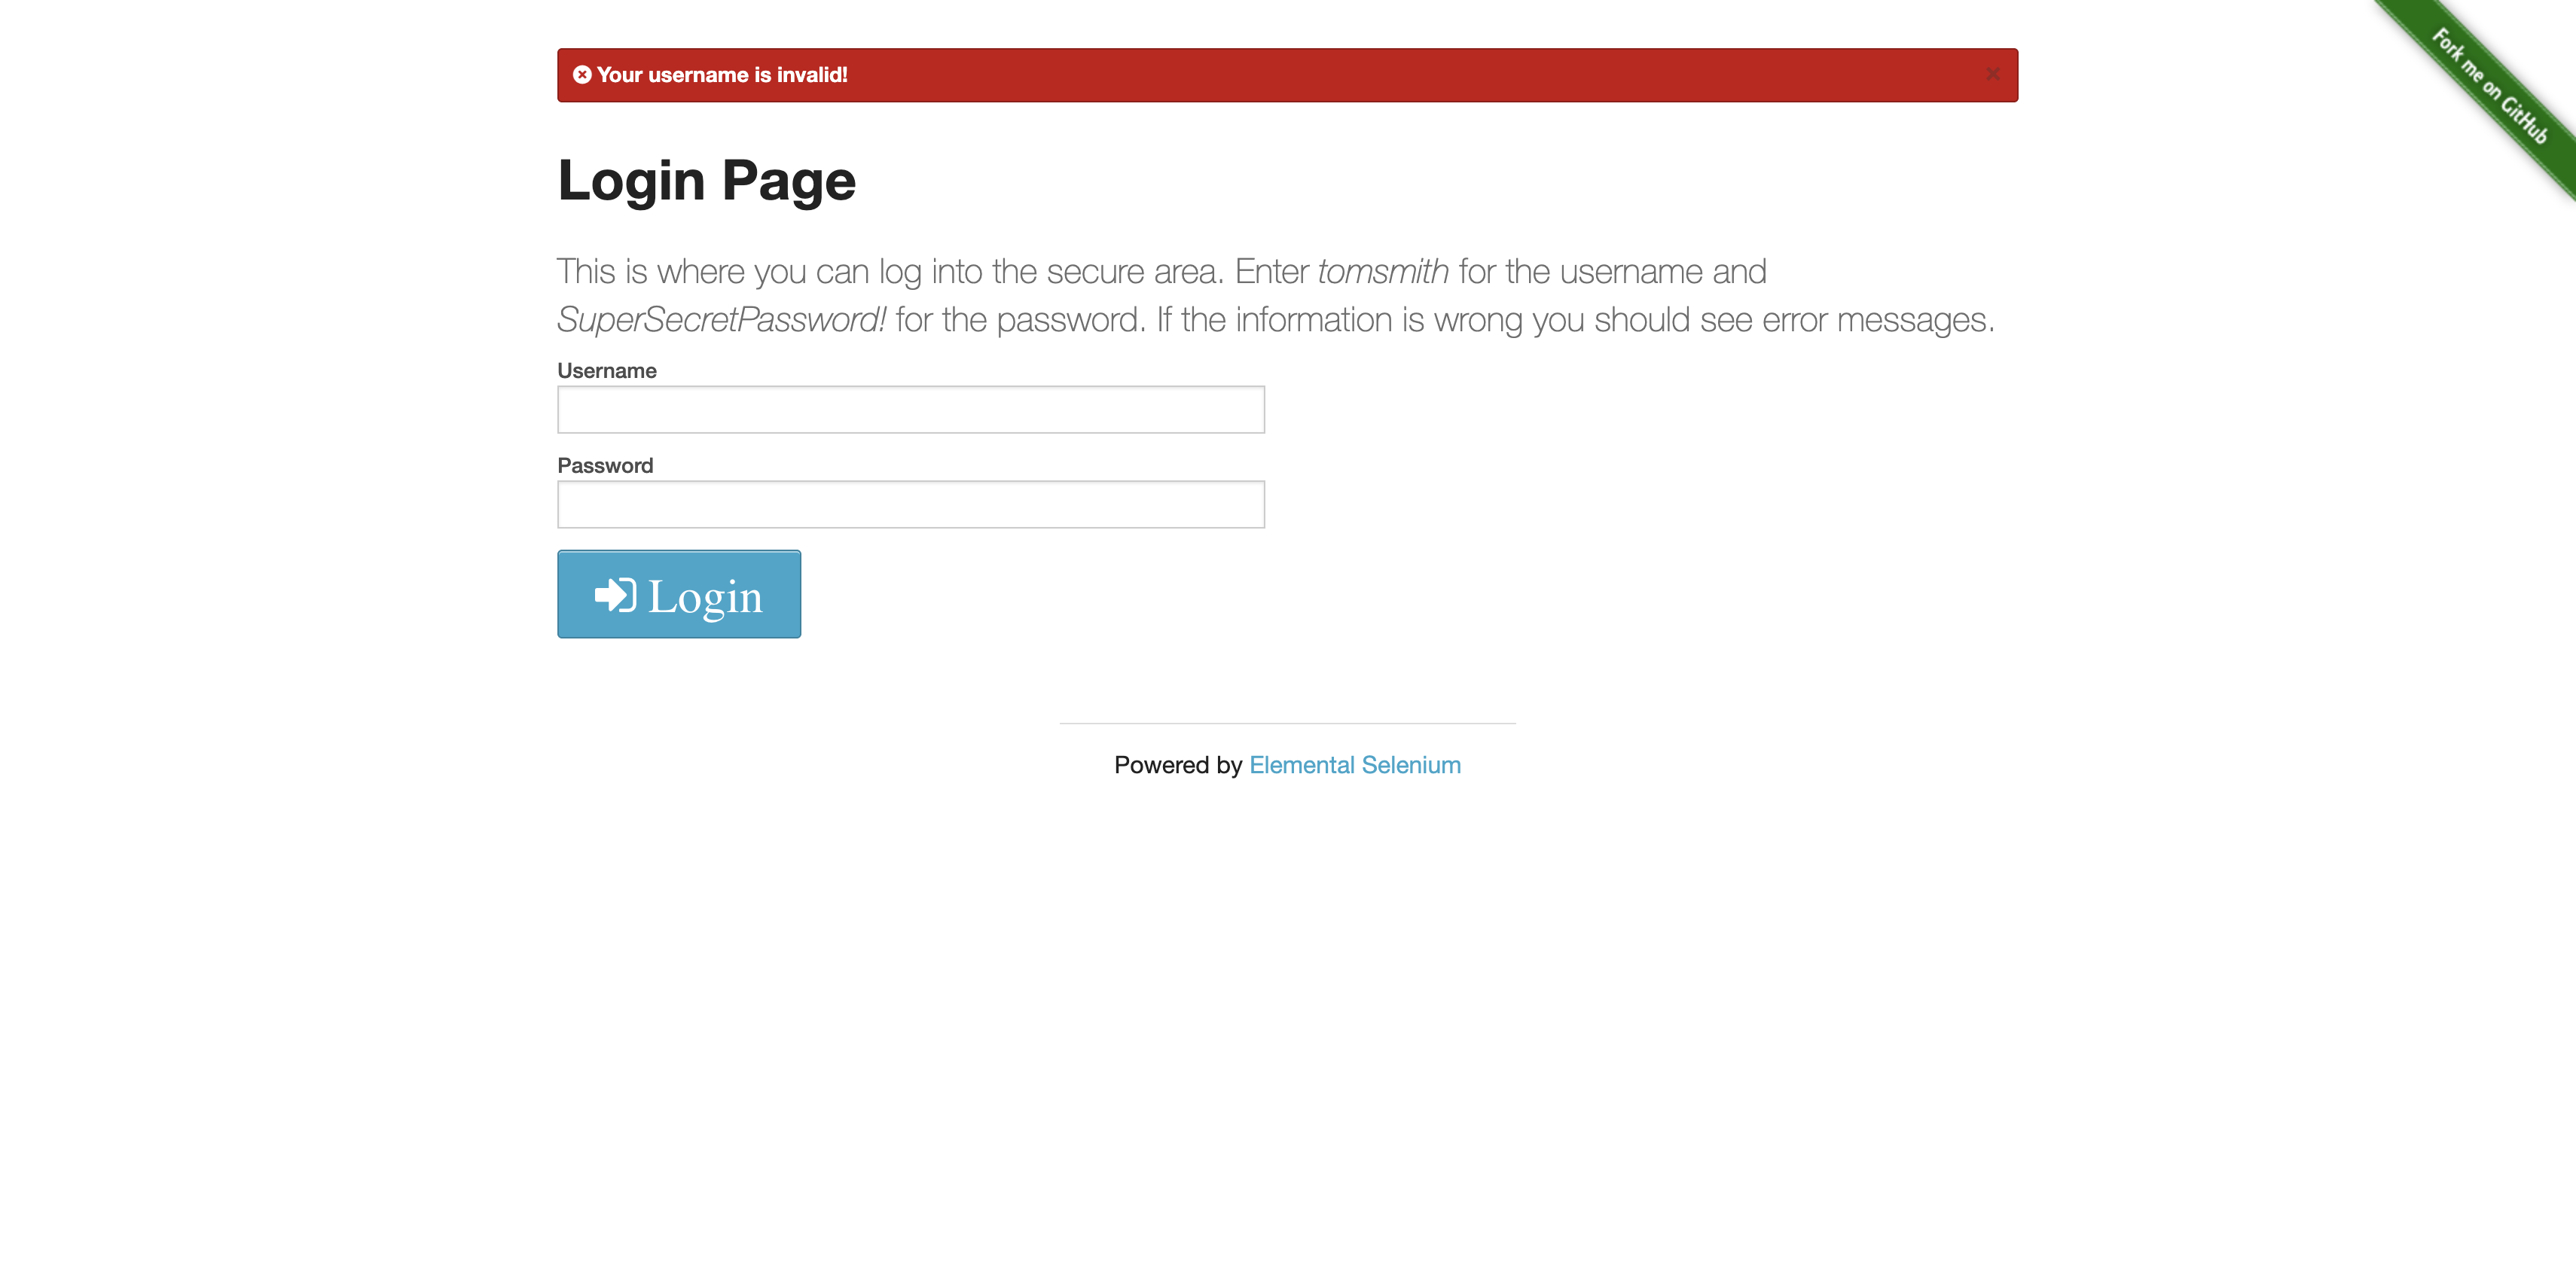 Your username is invalid!
Fork me on GitHub
Login Page
This is where you can log into the secure area. Enter tomsmith for the username and
SuperSecretPassword! for the password. If the information is wrong you should see error messages.
Username
Password
Login
Powered by Elemental Selenium